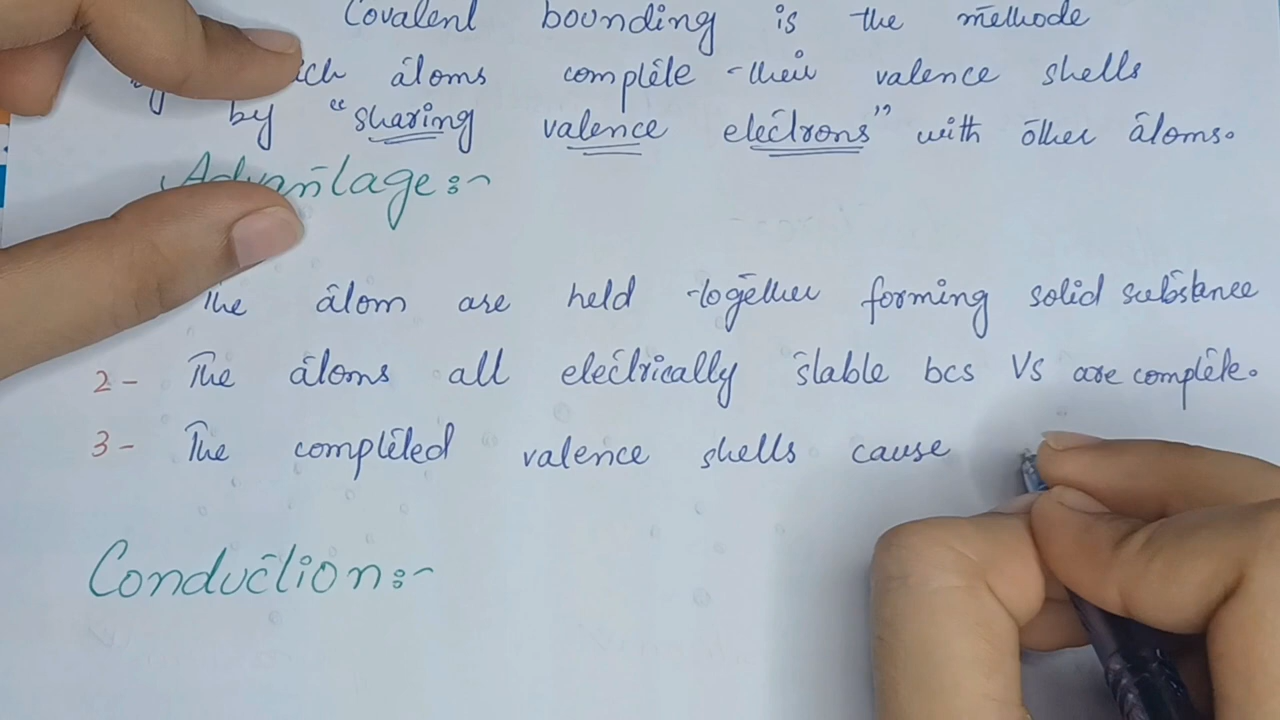 Covalent bounding is the methode
atoms complete their valence shells
by "sharing valence electrons" with other atoms.
Advantage:-
The atom are held together forming solid substance
2- The atoms all electrically stable bcs Vs are complete.
3- The completed valence shells cause
Conduction:-